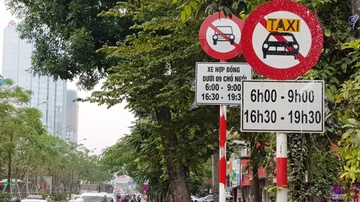 TAXI
XE HỢP ĐỒNG
DƯỚI 09 CHỖ NGỒI
6:00 - 9:00
16:30 - 19:30
6h00 - 9h00
16h30 - 19h30